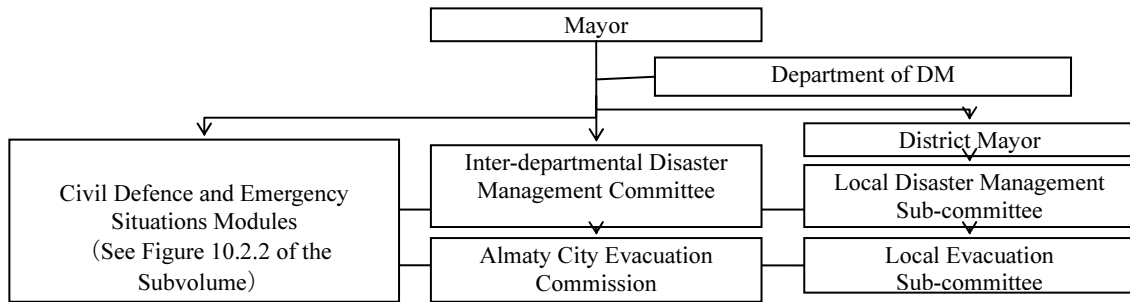 Mayor
Department of DM
Civil Defence and Emergency
Situations Modules
（See Figure 10.2.2 of the
Subvolume）
Inter-departmental Disaster
Management Committee
Almaty City Evacuation
Commission
District Mayor
Local Disaster Management
Sub-committee
Local Evacuation
Sub-committee